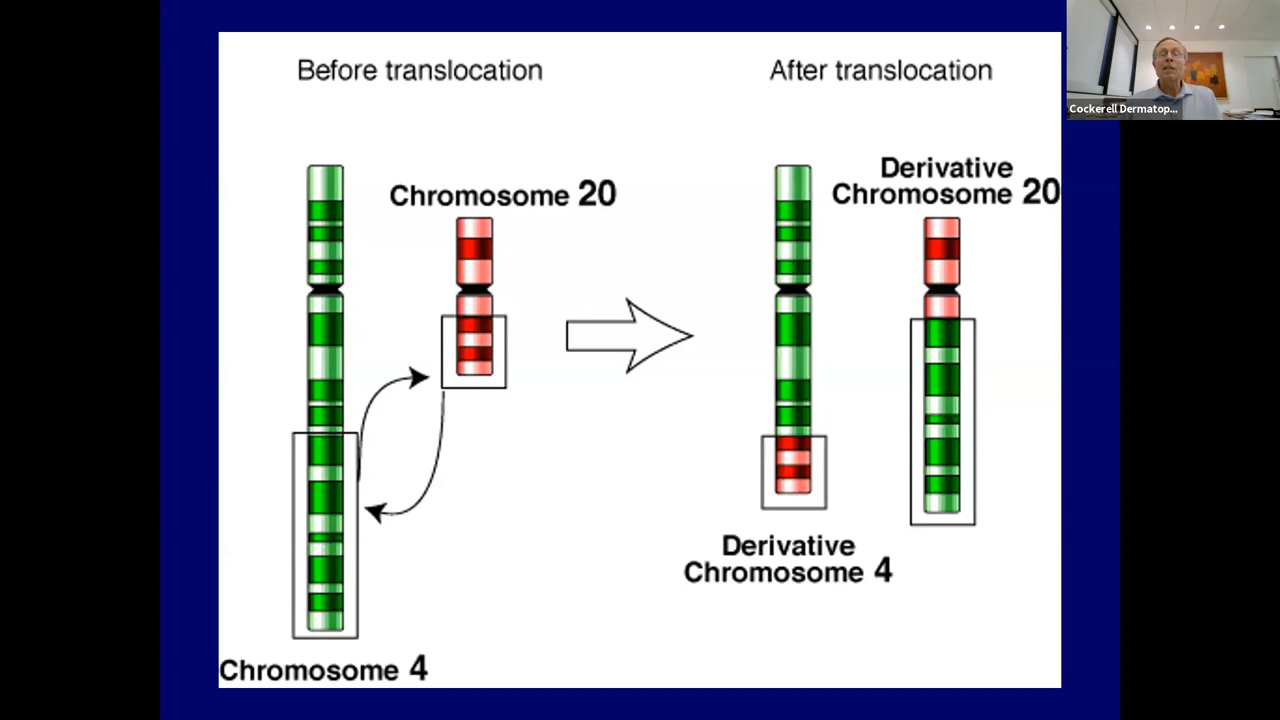 Before translocation
After translocation
Cockerell Dermatop...
Chromosome 20
Derivative
Chromosome 20
Derivative
Chromosome 4
Chromosome 4